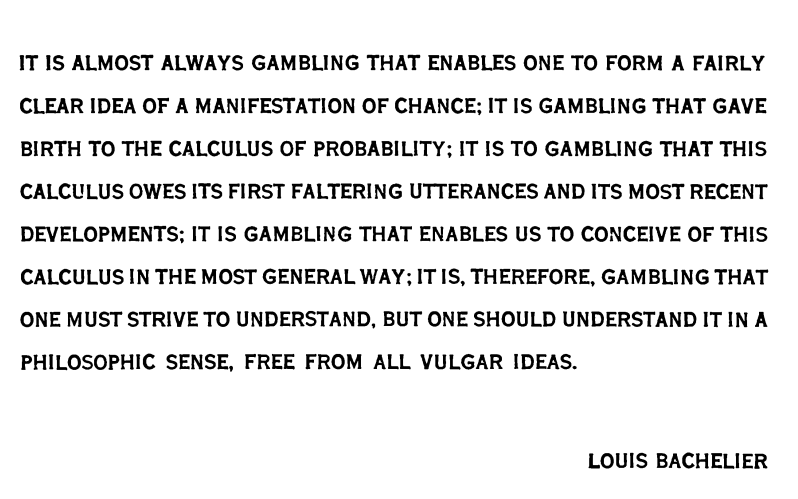 IT IS ALMOST ALWAYS GAMBLING THAT ENABLES ONE TO FORM A FAIRLY
CLEAR IDEA OF A MANIFESTATION OF CHANCE; IT IS GAMBLING THAT GAVE
BIRTH TO THE CALCULUS OF PROBABILITY; IT IS TO GAMBLING THAT THIS
CALCULUS OWES ITS FIRST FALTERING UTTERANCES AND ITS MOST RECENT
DEVELOPMENTS; IT IS GAMBLING THAT ENABLES US TO CONCEIVE OF THIS
CALCULUS IN THE MOST GENERAL WAY; IT IS, THEREFORE, GAMBLING THAT
ONE MUST STRIVE TO UNDERSTAND, BUT ONE SHOULD UNDERSTAND IT IN A
PHILOSOPHIC SENSE, FREE FROM ALL VULGAR IDEAS.
LOUIS BACHELIER